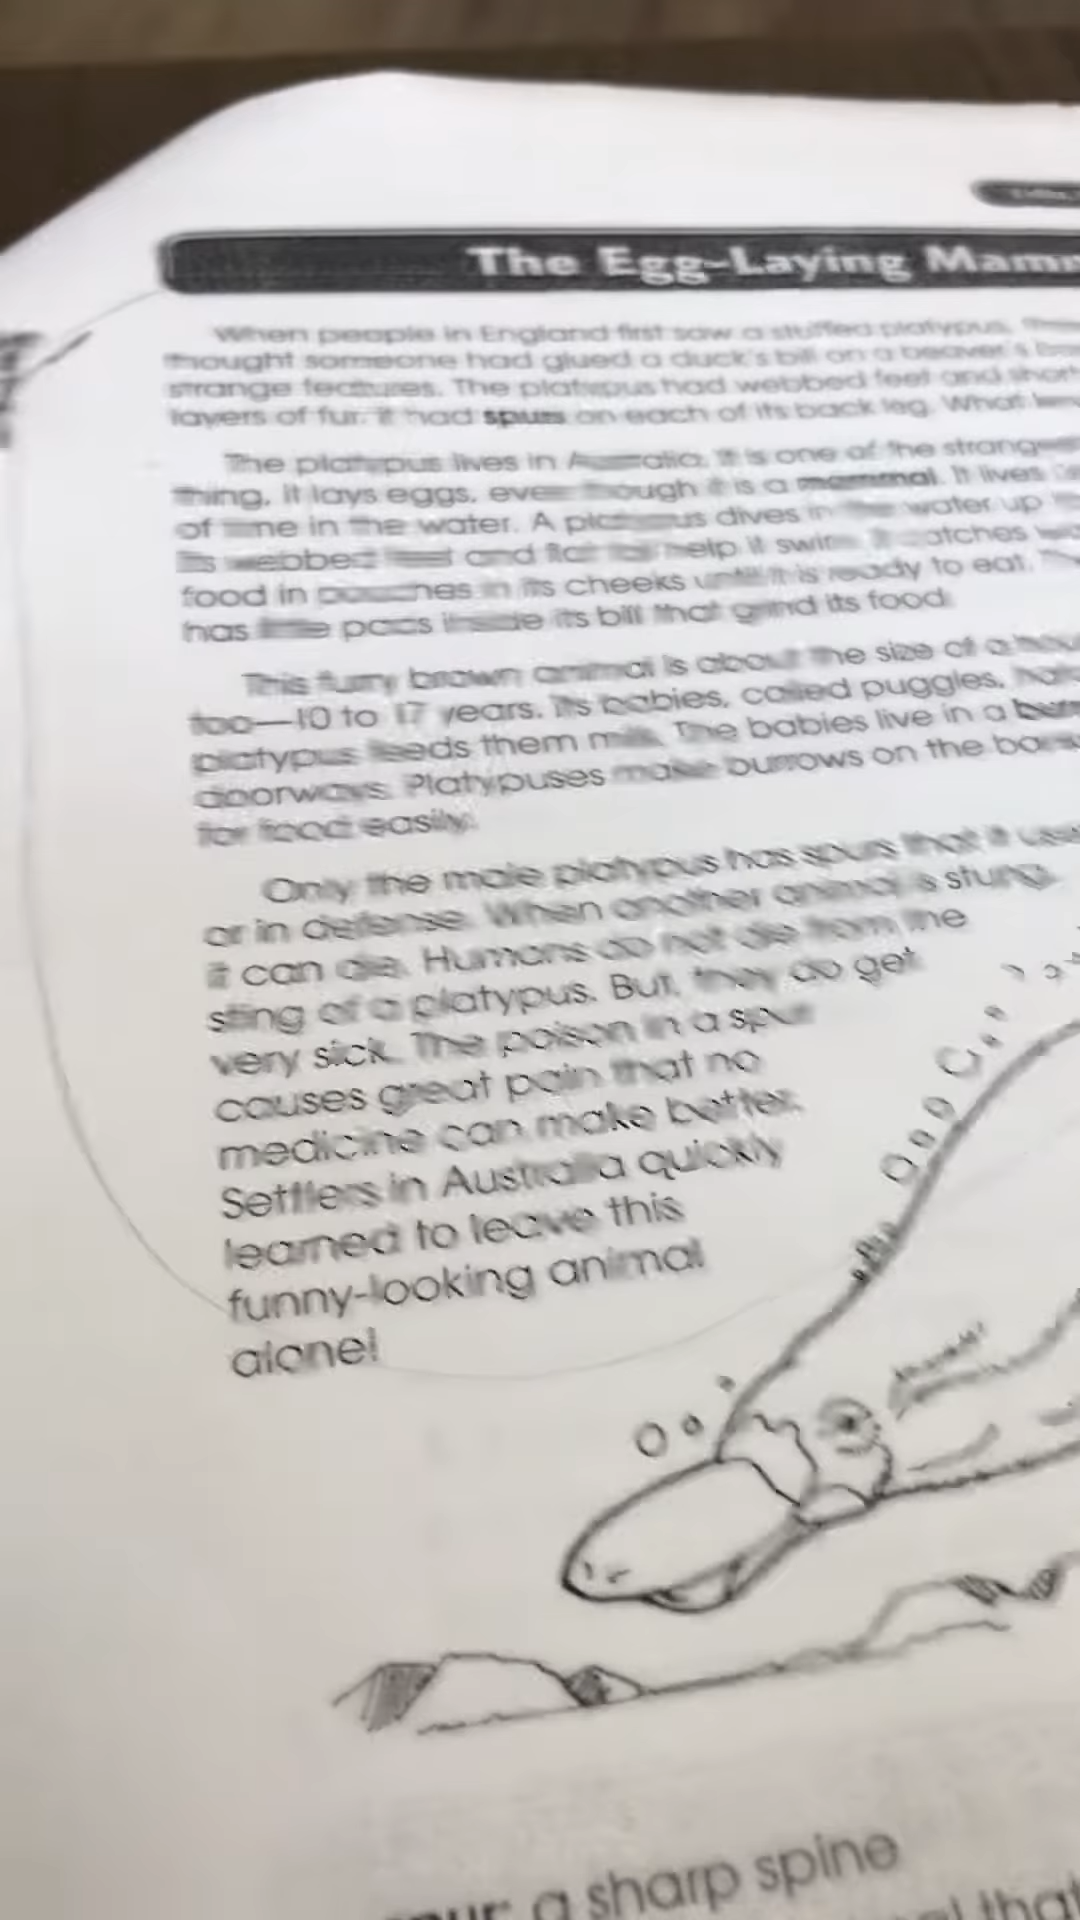 The Egg-Laying
When people in England first saw a stuffed platypus,
thought someone had glued a duck's bill on a beaver's
strange features. The platypus had webbed feet and short
layers of fur. It had spurs on each of its back leg. What
The platypus lives in Australia. It is one of the
thing, it lays eggs, even though it is a mammal. It lives
of time in the water. A platypus dives in the water up
Its webbed feet and flat tail help it swim. It catches
food in pouches in its cheeks until it is ready to eat.
has little pads inside its bill that grind its food.
This furry brown animal is about the size of a
too—10 to 17 years. Its babies, called puggles,
platypus feeds them milk. The babies live in a
doorways. Platypuses make burrows on the
for food easily.
Only the male platypus has spurs that it
or in defense. When another animal is stung,
it can die. Humans do not die from the
sting of a platypus. But, they do get
very sick. The poison in a spur
causes great pain that no
medicine can make better.
Settlers in Australia quickly
learned to leave this
funny-looking animal
alone!
a sharp spine
that